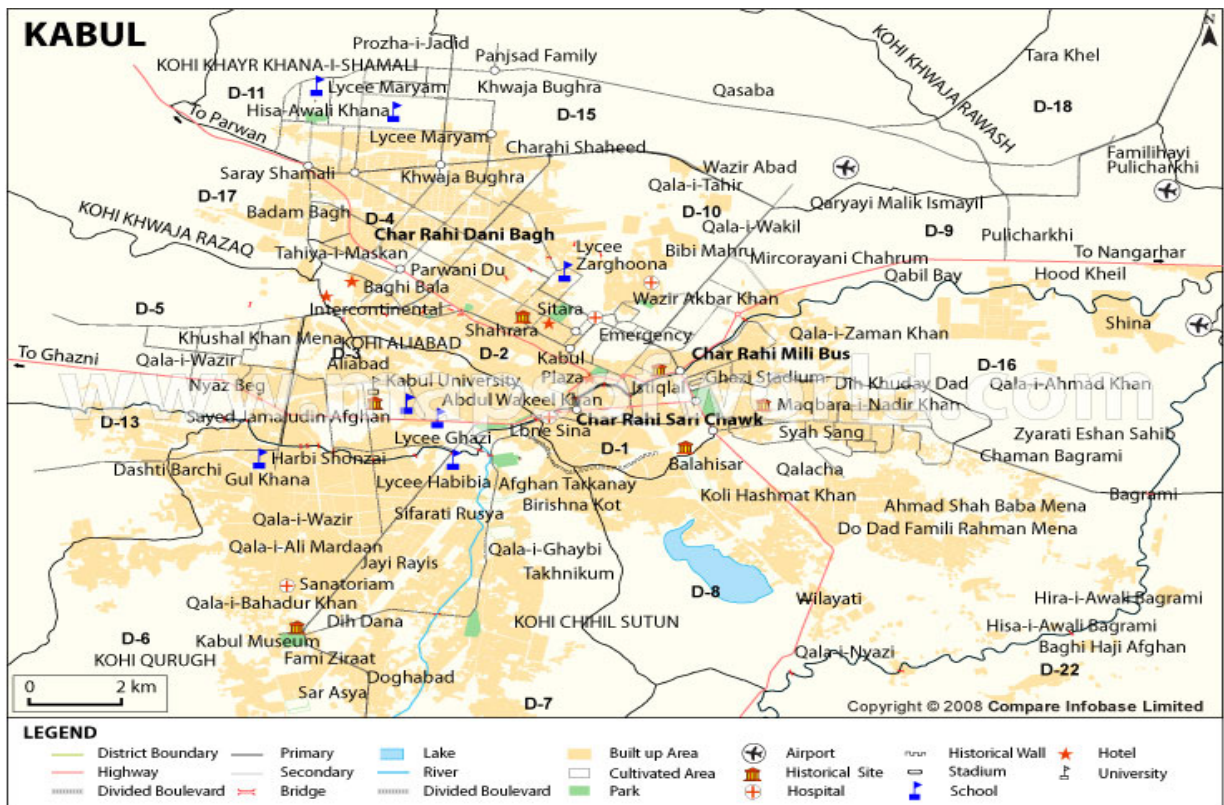 KABUL
Z
Prozha-i-Jadid
Panjsad Family
Tara Khel
KOHI KHAYR KHANA-I-SHAMALI
KOHI KHWAJA RAWASH
D-11
Lycee Maryam
Khwaja Bughra
Qasaba
D-18
Hisa-Awali Khana
D-15
To Parwan
Lycee Maryam
Charahi Shaheed
Familihayi
Pulicharkhi
Wazir Abad
Saray Shamali
Khwaja Bughra
Qala-i-Tahir
D-17
Badam Bagh
D-4
D-10
Qaryayi Malik Ismayil
KOHI KHWAJA RAZAQ
Char Rahi Dani Bagh
Qala-i-Wakil
D-9
Pulicharkhi
Tahiya-i-Maskan
Lycee
Zarghoona
Bibi Mahru
Mircorayani Chahrum
To Nangarhar
Parwani Du
Qabil Bay
Hood Kheil
Baghi Bala
D-5
Intercontinental
Sitara
Wazir Akbar Khan
Shahrara
Emergency
Qala-i-Zaman Khan
Shina
Khushal Khan Mena
KOHI ALIABAD
To Ghazni
Qala-i-Wazir
D-3
Aliabad
D-2
Kabul
Plaza
Char Rahi Mili Bus
D-16
Nyaz Beg
Kabul University
Istiqlal
Ghazi Stadium
Dih Khuday Dad
Qala-i-Ahmad Khan
www.mapsofworld.com
Abdul Wakeel Khan
Maqbara-i-Nadir Khan
D-13
Sayed Jamaludin Afghan
Char Rahi Sari Chawk
Lycee Ghazi
Lbne Sina
Syah Sang
Zyarati Eshan Sahib
D-1
Dashti Barchi
Harbi Shonzai
Balahisar
Qalacha
Chaman Bagrami
Gul Khana
Lycee Habibia
Afghan Tarkanay
Koli Hashmat Khan
Bagrami
Birishna Kot
Ahmad Shah Baba Mena
Qala-i-Wazir
Sifarati Rusya
Do Dad Famili Rahman Mena
Qala-i-Ali Mardaan
Qala-i-Ghaybi
Jayi Rayis
Takhnikum
Sanatoriam
D-8
Wilayati
Hira-i-Awali Bagrami
Qala-i-Bahadur Khan
Dih Dana
KOHI CHIHIL SUTUN
Hisa-i-Awali Bagrami
D-6
Kabul Museum
Qala-i-Nyazi
Baghi Haji Afghan
KOHI QURUGH
Fami Ziraat
D-22
Doghabad
0 2 km
Sar Asya
D-7
Copyright © 2008 Compare Infobase Limited
LEGEND
District Boundary Primary Lake Built up Area Airport Historical Wall Hotel
Highway Secondary River Cultivated Area Historical Site Stadium University
Divided Boulevard Bridge Divided Boulevard Park Hospital School